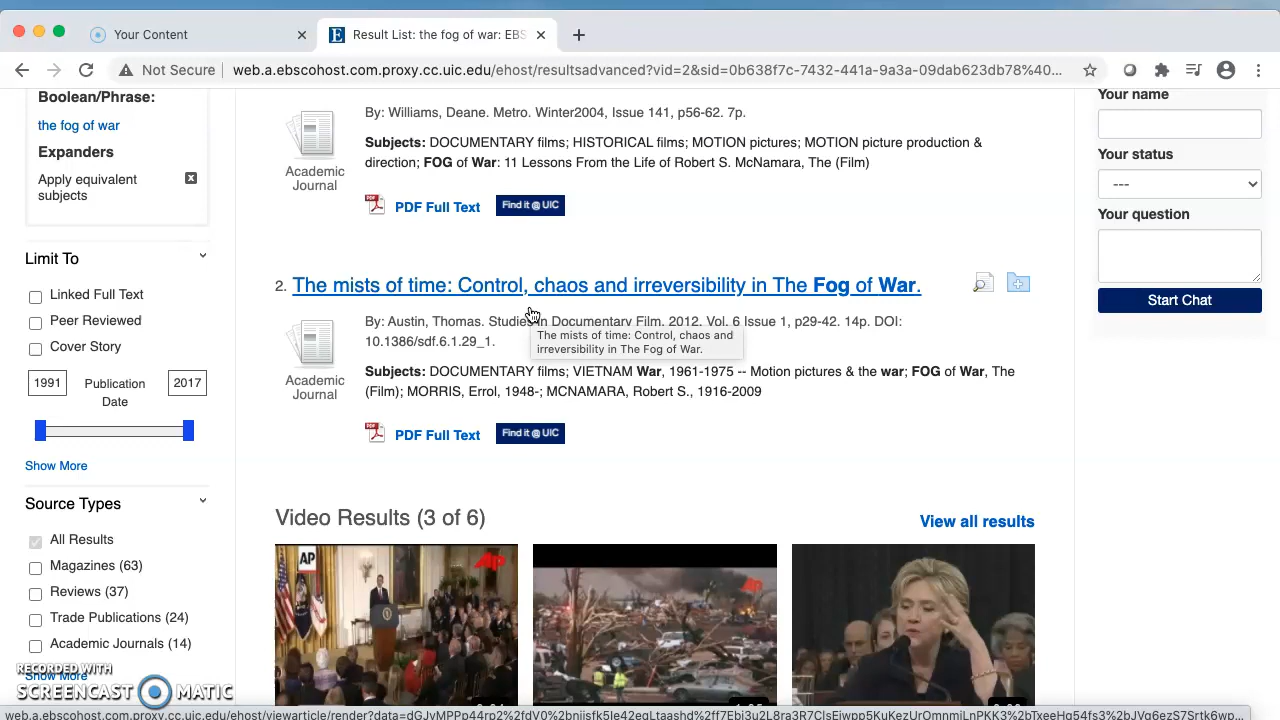 Your Content
Result List: the fog of war: EBS
Not Secure
web.a.ebscohost.com.proxy.cc.uic.edu/ehost/resultsadvanced?vid=2&sid=0b638f7c-7432-441a-9a3a-09dab623db78%40...
Boolean/Phrase:
the fog of war
Expanders
Apply equivalent
subjects
Limit To
Linked Full Text
Peer Reviewed
Cover Story
1991 Publication Date 2017
Show More
Source Types
All Results
Magazines (63)
Reviews (37)
Trade Publications (24)
Academic Journals (14)
Show More
RECORDED WITH
SCREENCAST MATIC
By: Williams, Deane. Metro. Winter2004, Issue 141, p56-62. 7p.
Academic
Journal
Subjects: DOCUMENTARY films; HISTORICAL films; MOTION pictures; MOTION picture production &
direction; FOG of War: 11 Lessons From the Life of Robert S. McNamara, The (Film)
PDF Full Text Find it @ UIC
2. The mists of time: Control, chaos and irreversibility in The Fog of War.
By: Austin, Thomas. Studies in Documentary Film. 2012, Vol. 6 Issue 1, p29-42. 14p. DOI:
10.1386/sdf.6.1.29_1.
The mists of time: Control, chaos and
irreversibility in The Fog of War.
Academic
Journal
Subjects: DOCUMENTARY films; VIETNAM War, 1961-1975 -- Motion pictures & the war; FOG of War, The
(Film); MORRIS, Errol, 1948-; MCNAMARA, Robert S., 1916-2009
PDF Full Text Find it @ UIC
Video Results (3 of 6)
View all results
AP
AP
Your name
Your status
---
Your question
Start Chat